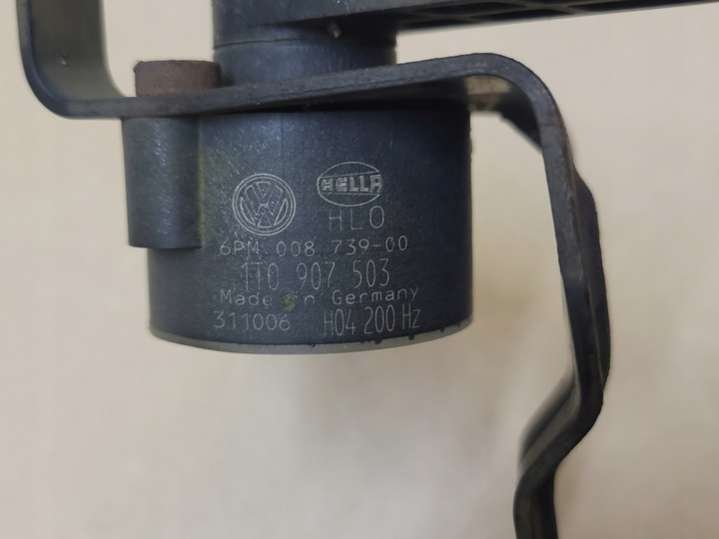 HELLA
HLO
6PM 008 739-00
1T0 907 503
Made in Germany
311006 H04 200 Hz